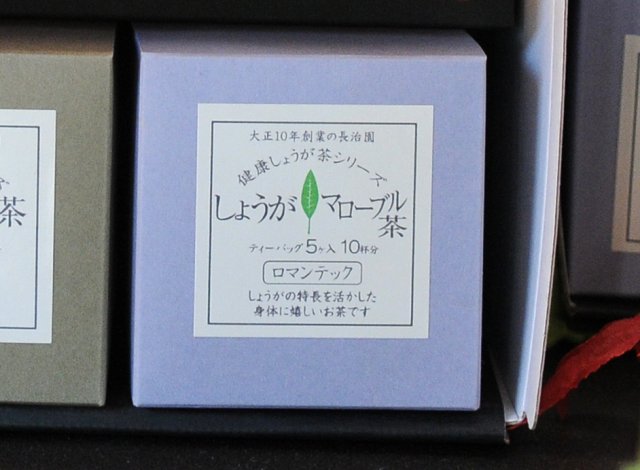 大正10年創業の長治園
健康しょうが茶シリーズ
しょうがマローブル茶
ティーバッグ5ヶ入 10杯分
ロマンテック
しょうがの特長を活かした
身体に嬉しいお茶です
茶